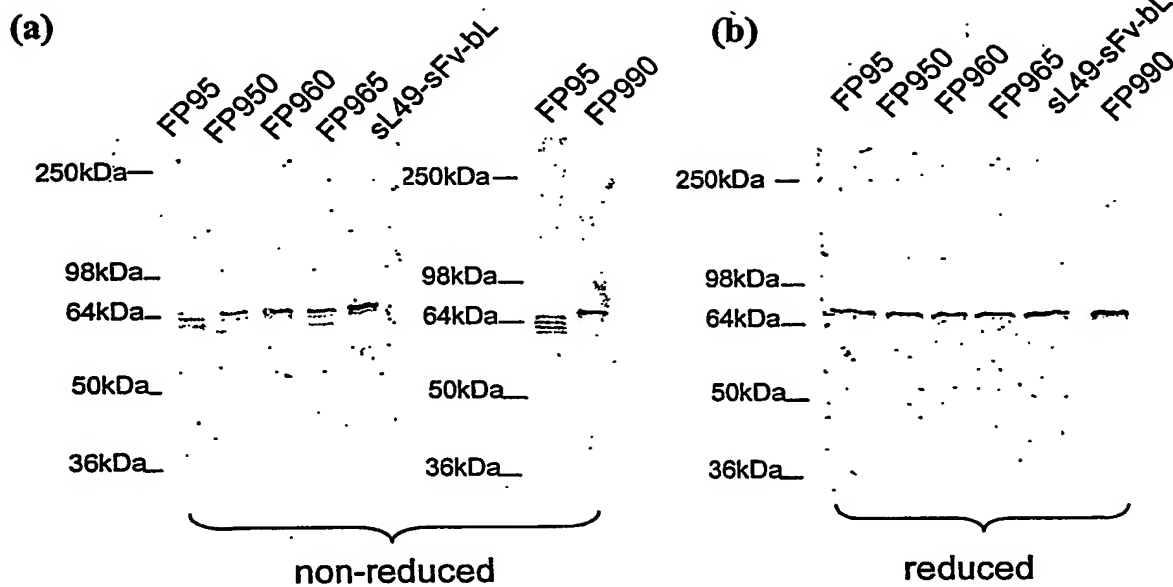 (a)
FP95
FP950
FP960
FP965
sL49-sFv-bL
FP95
FP990
250kDa
98kDa
64kDa
50kDa
36kDa
250kDa
98kDa
64kDa
50kDa
36kDa
non-reduced
(b)
FP95
FP950
FP960
FP965
sL49-sFv-bL
FP990
250kDa
98kDa
64kDa
50kDa
36kDa
reduced